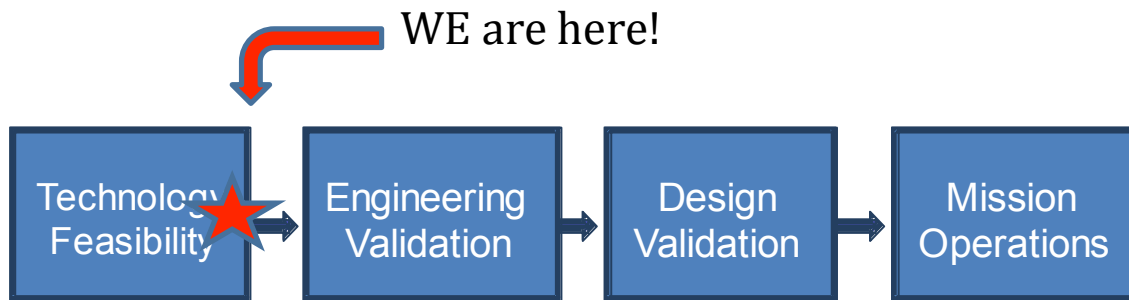 WE are here!
Technology
Feasibility
Engineering
Validation
Design
Validation
Mission
Operations